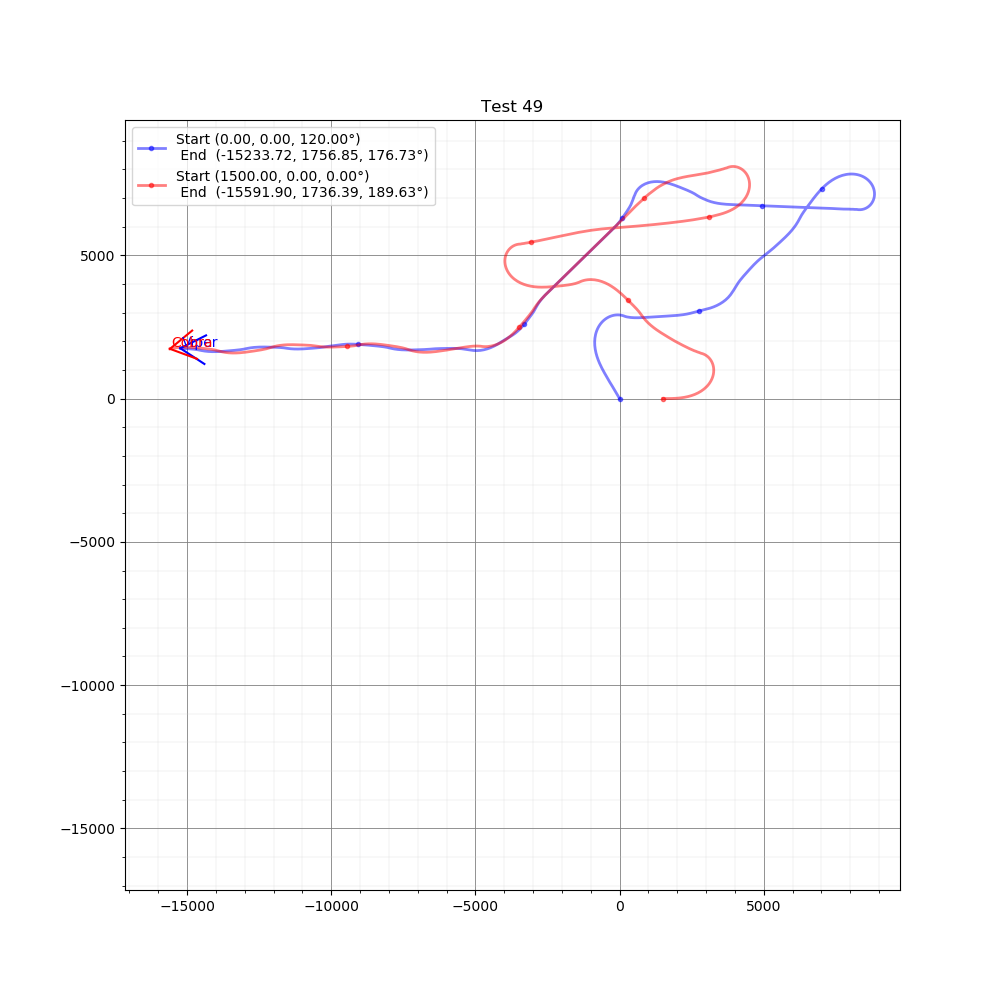 Test 49
Start (0.00, 0.00, 120.00°)
End (-15233.72, 1756.85, 176.73°)
Start (1500.00, 0.00, 0.00°)
End (-15591.90, 1736.39, 189.63°)
5000
0
−5000
−10000
−15000
−15000
−10000
−5000
0
5000